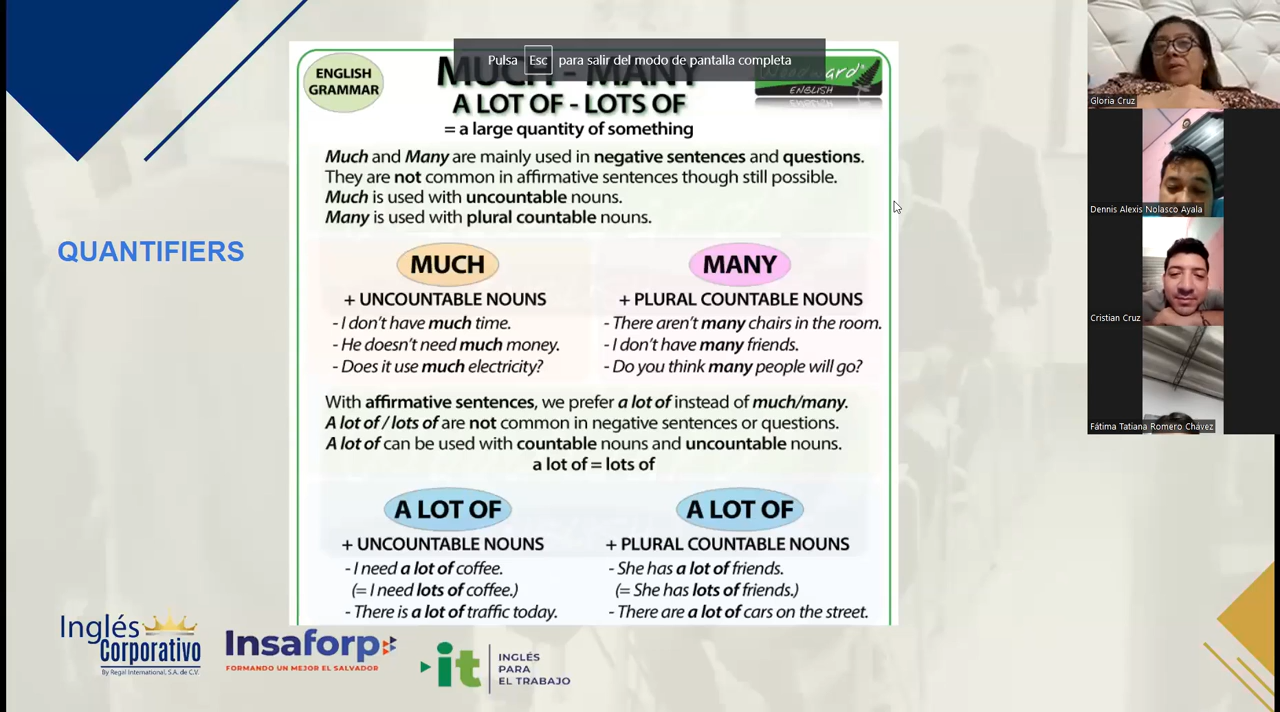 Pulsa Esc para salir del modo de pantalla completa
ENGLISH
GRAMMAR
MUCH - MANY
Woodward®
ENGLISH
A LOT OF - LOTS OF
= a large quantity of something
Much and Many are mainly used in negative sentences and questions.
They are not common in affirmative sentences though still possible.
Much is used with uncountable nouns.
Many is used with plural countable nouns.
QUANTIFIERS
MUCH
+ UNCOUNTABLE NOUNS
- I don't have much time.
- He doesn't need much money.
- Does it use much electricity?
MANY
+ PLURAL COUNTABLE NOUNS
- There aren't many chairs in the room.
- I don't have many friends.
- Do you think many people will go?
With affirmative sentences, we prefer a lot of instead of much/many.
A lot of / lots of are not common in negative sentences or questions.
A lot of can be used with countable nouns and uncountable nouns.
a lot of = lots of
A LOT OF
+ UNCOUNTABLE NOUNS
- I need a lot of coffee.
(= I need lots of coffee.)
- There is a lot of traffic today.
A LOT OF
+ PLURAL COUNTABLE NOUNS
- She has a lot of friends.
(= She has lots of friends.)
- There are a lot of cars on the street.
Inglés
Corporativo
By Regal International, S.A. de C.V.
Insaforp
FORMANDO UN MEJOR EL SALVADOR
it
INGLÉS
PARA
EL TRABAJO
Gloria Cruz
Dennis Alexis Nolasco Ayala
Cristian Cruz
Fátima Tatiana Romero Chávez